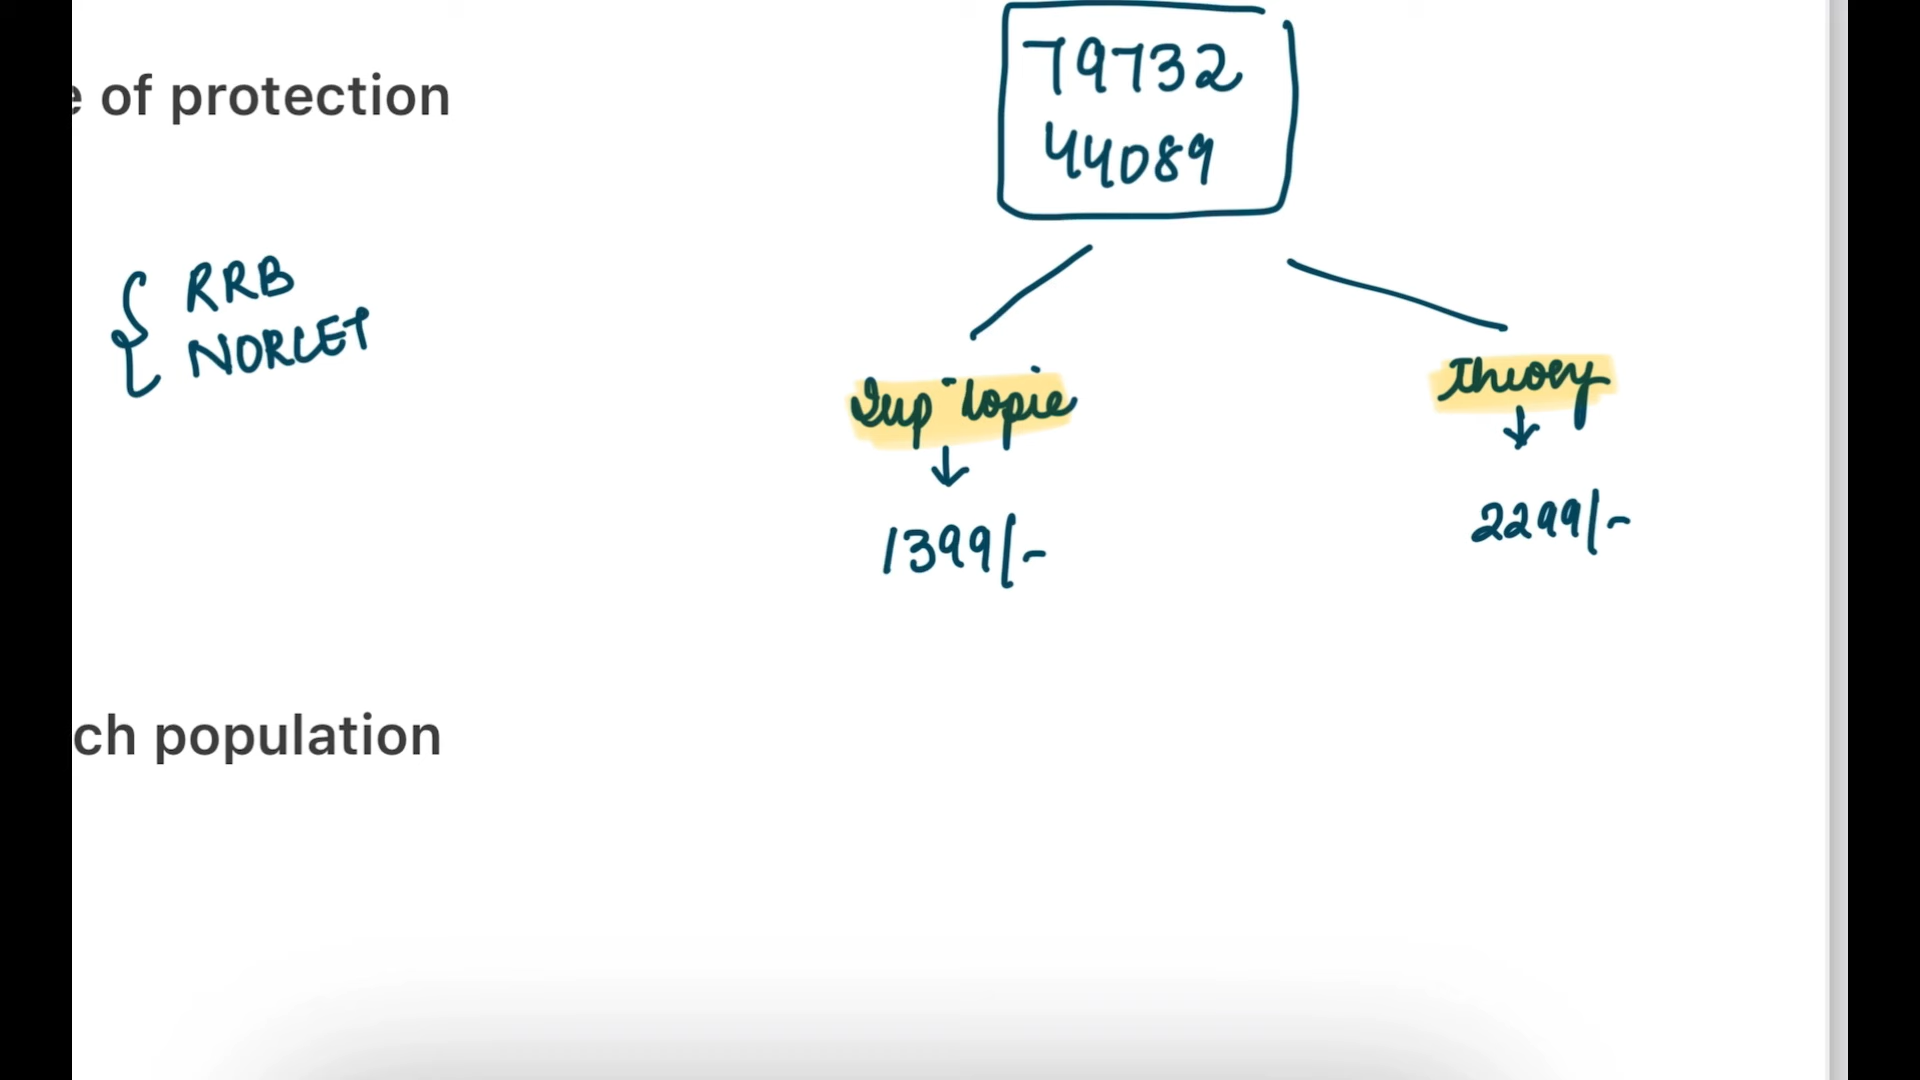 e of protection
79732
44089
RRB
NORCET
Imp Topic
Theory
1399/-
2299/-
ch population